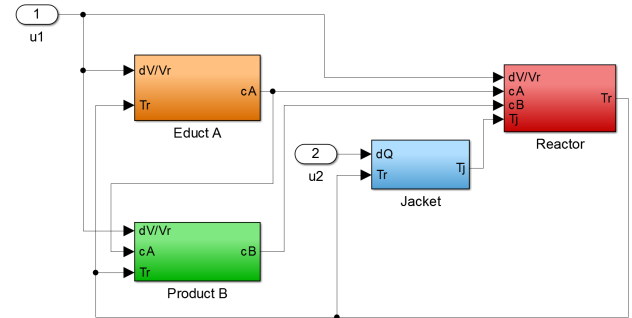 1
u1
dV/Vr
Tr
cA
Educt A
dV/Vr
cA
cB
Tj
Tr
Reactor
2
u2
dQ
Tr
Tj
Jacket
dV/Vr
cA
Tr
cB
Product B